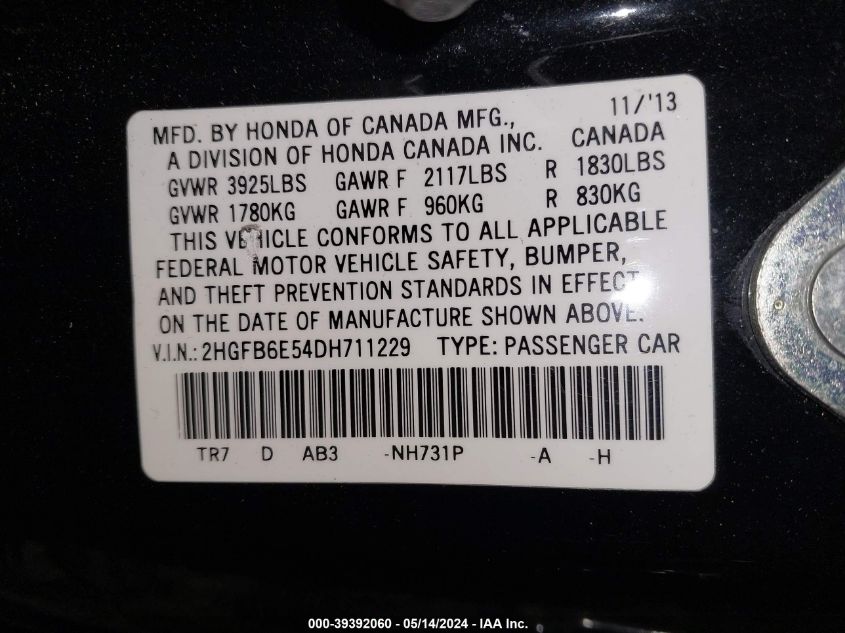 11/'13
MFD. BY HONDA OF CANADA MFG.,
A DIVISION OF HONDA CANADA INC. CANADA
GVWR 3925LBS GAWR F 2117LBS R 1830LBS
GVWR 1780KG GAWR F 960KG R 830KG
THIS VEHICLE CONFORMS TO ALL APPLICABLE
FEDERAL MOTOR VEHICLE SAFETY, BUMPER,
AND THEFT PREVENTION STANDARDS IN EFFECT
ON THE DATE OF MANUFACTURE SHOWN ABOVE.
V.I.N.: 2HGFB6E54DH711229 TYPE: PASSENGER CAR
TR7 D AB3 -NH731P -A -H
000-39392060 - 05/14/2024 - IAA Inc.